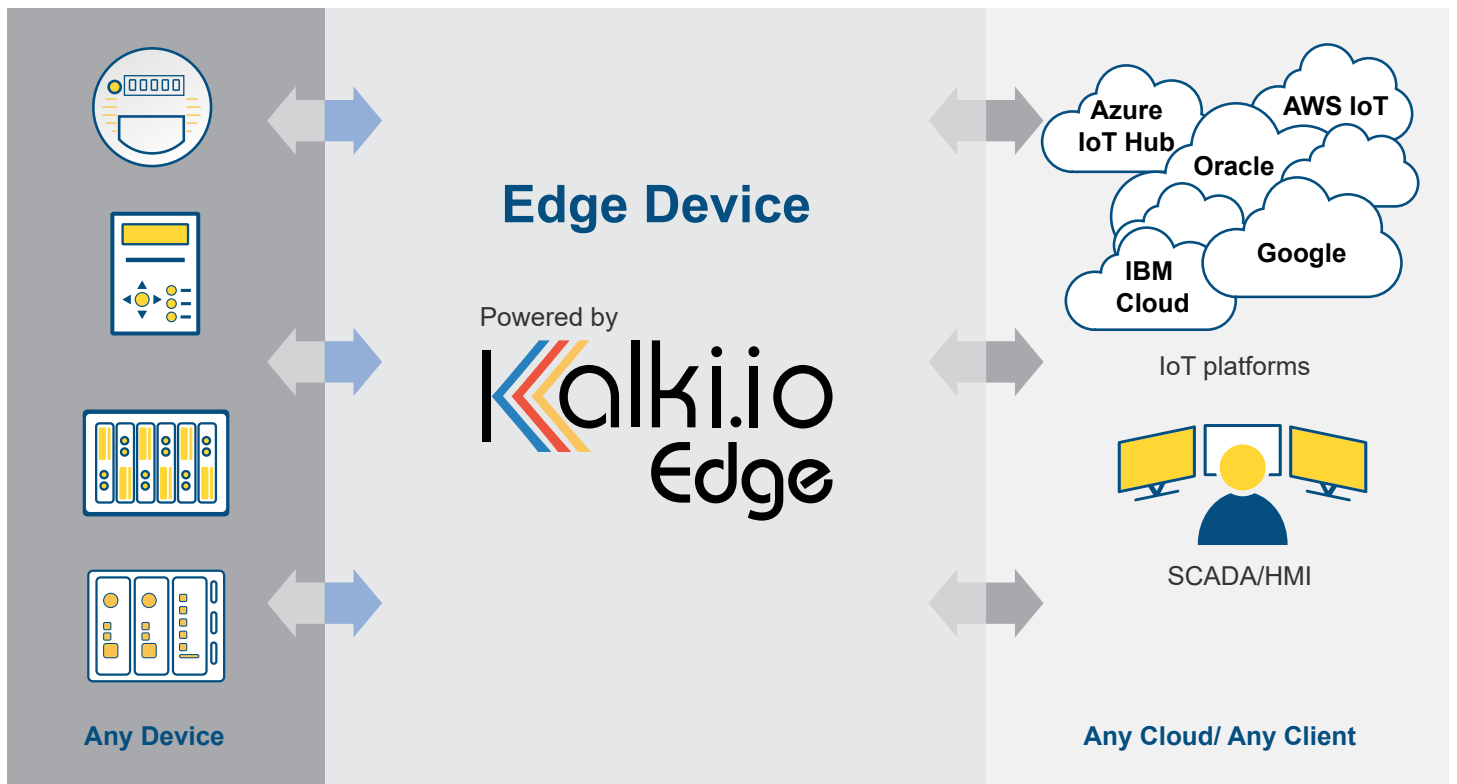 00000
Azure
IoT Hub
AWS IoT
Oracle
Google
IBM
Cloud
IoT platforms
Edge Device
Powered by
Kalki.io
Edge
SCADA/HMI
Any Device
Any Cloud/ Any Client